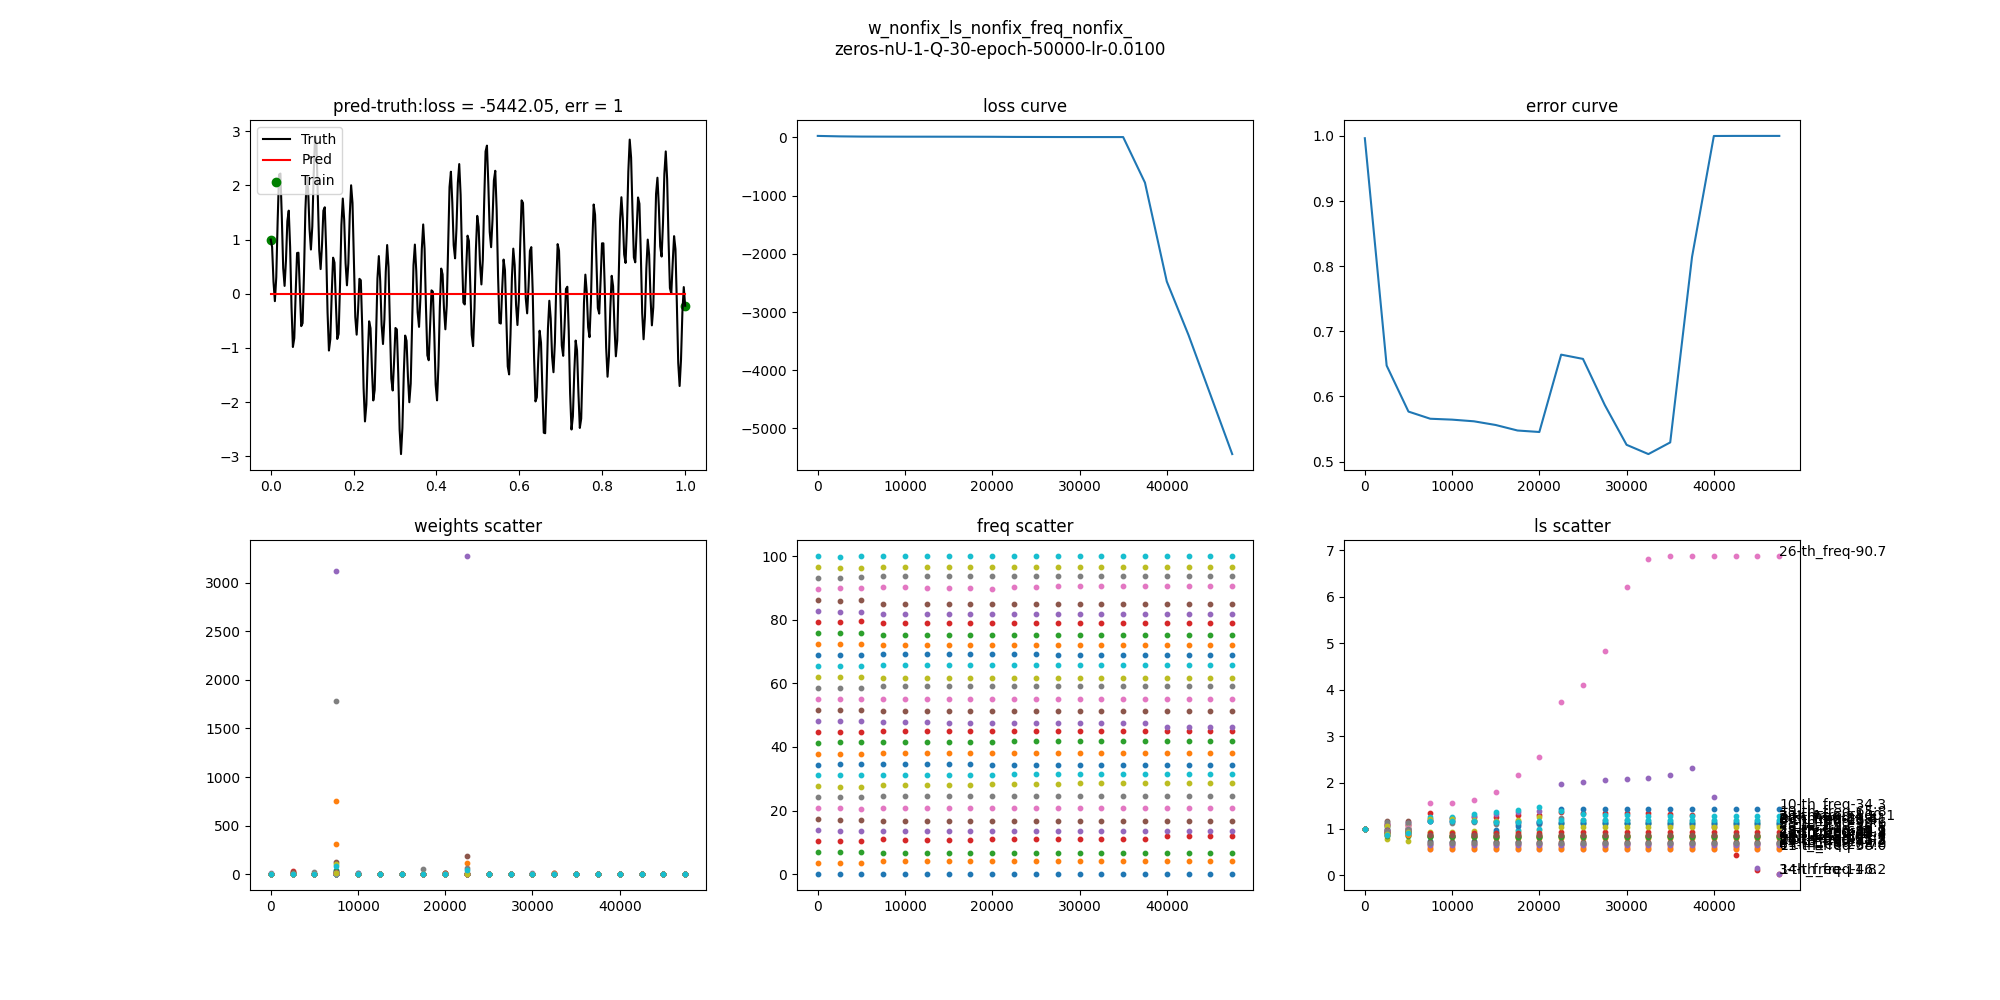 w_nonfix_ls_nonfix_freq_nonfix_
zeros-nU-1-Q-30-epoch-50000-lr-0.0100
pred-truth:loss = -5442.05, err = 1
3
2
1
0
−1
−2
−3
0.0 0.2 0.4 0.6 0.8 1.0
Truth
Pred
Train
loss curve
0
−1000
−2000
−3000
−4000
−5000
0 10000 20000 30000 40000
error curve
1.0
0.9
0.8
0.7
0.6
0.5
0 10000 20000 30000 40000
weights scatter
3000
2500
2000
1500
1000
500
0
0 10000 20000 30000 40000
freq scatter
100
80
60
40
20
0
0 10000 20000 30000 40000
ls scatter
7
6
5
4
3
2
1
0
0 10000 20000 30000 40000
26-th_freq-90.7
10-th_freq-34.3